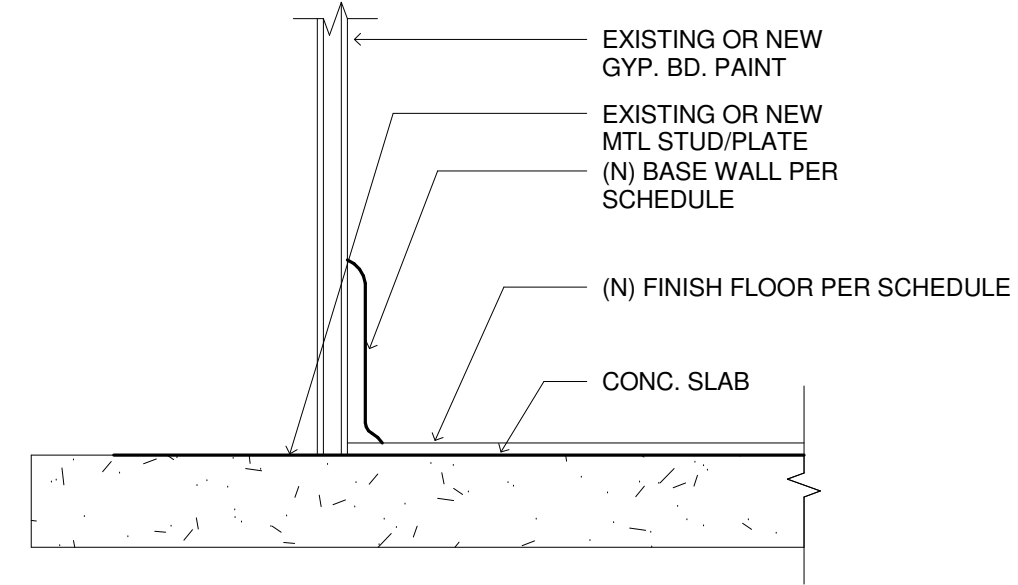 EXISTING OR NEW
GYP. BD. PAINT
EXISTING OR NEW
MTL STUD/PLATE
(N) BASE WALL PER
SCHEDULE
(N) FINISH FLOOR PER SCHEDULE
CONC. SLAB